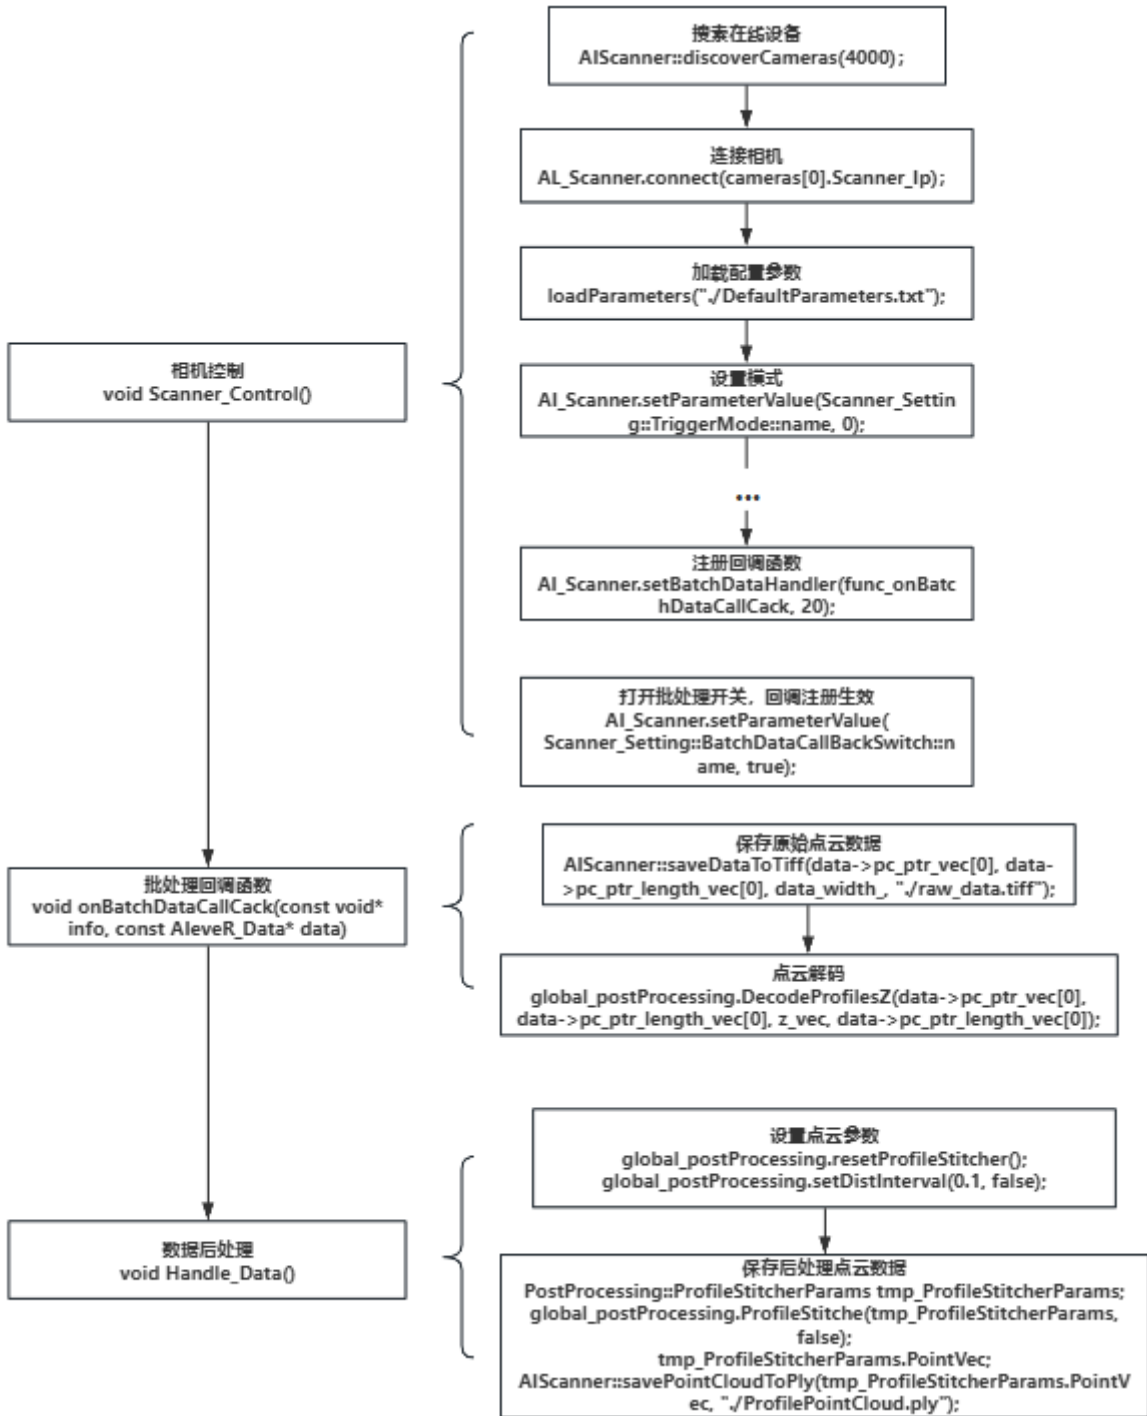 搜素在线设备
AIScanner::discoverCameras(4000);
连接相机
AL_Scanner.connect(cameras[0].Scanner_Ip);
加载配置参数
loadParameters("./DefaultParameters.txt");
相机控制
void Scanner_Control()
设置模式
AI_Scanner.setParameterValue(Scanner_Settin
g::TriggerMode::name, 0);
...
注册回调函数
AI_Scanner.setBatchDataHandler(func_onBatc
hDataCallCack, 20);
打开批处理开关，回调注册生效
AI_Scanner.setParameterValue(
Scanner_Setting::BatchDataCallBackSwitch::n
ame, true);
批处理回调函数
void onBatchDataCallCack(const void*
info, const AleveR_Data* data)
保存原始点云数据
AIScanner::saveDataToTiff(data->pc_ptr_vec[0], data-
>pc_ptr_length_vec[0], data_width_, "./raw_data.tiff");
点云解码
global_postProcessing.DecodeProfilesZ(data->pc_ptr_vec[0],
data->pc_ptr_length_vec[0], z_vec, data->pc_ptr_length_vec[0]);
设置点云参数
global_postProcessing.resetProfileStitcher();
global_postProcessing.setDistInterval(0.1, false);
数据后处理
void Handle_Data()
保存后处理点云数据
PostProcessing::ProfileStitcherParams tmp_ProfileStitcherParams;
global_postProcessing.ProfileStitche(tmp_ProfileStitcherParams,
false);
tmp_ProfileStitcherParams.PointVec;
AIScanner::savePointCloudToPly(tmp_ProfileStitcherParams.PointV
ec, "./ProfilePointCloud.ply");